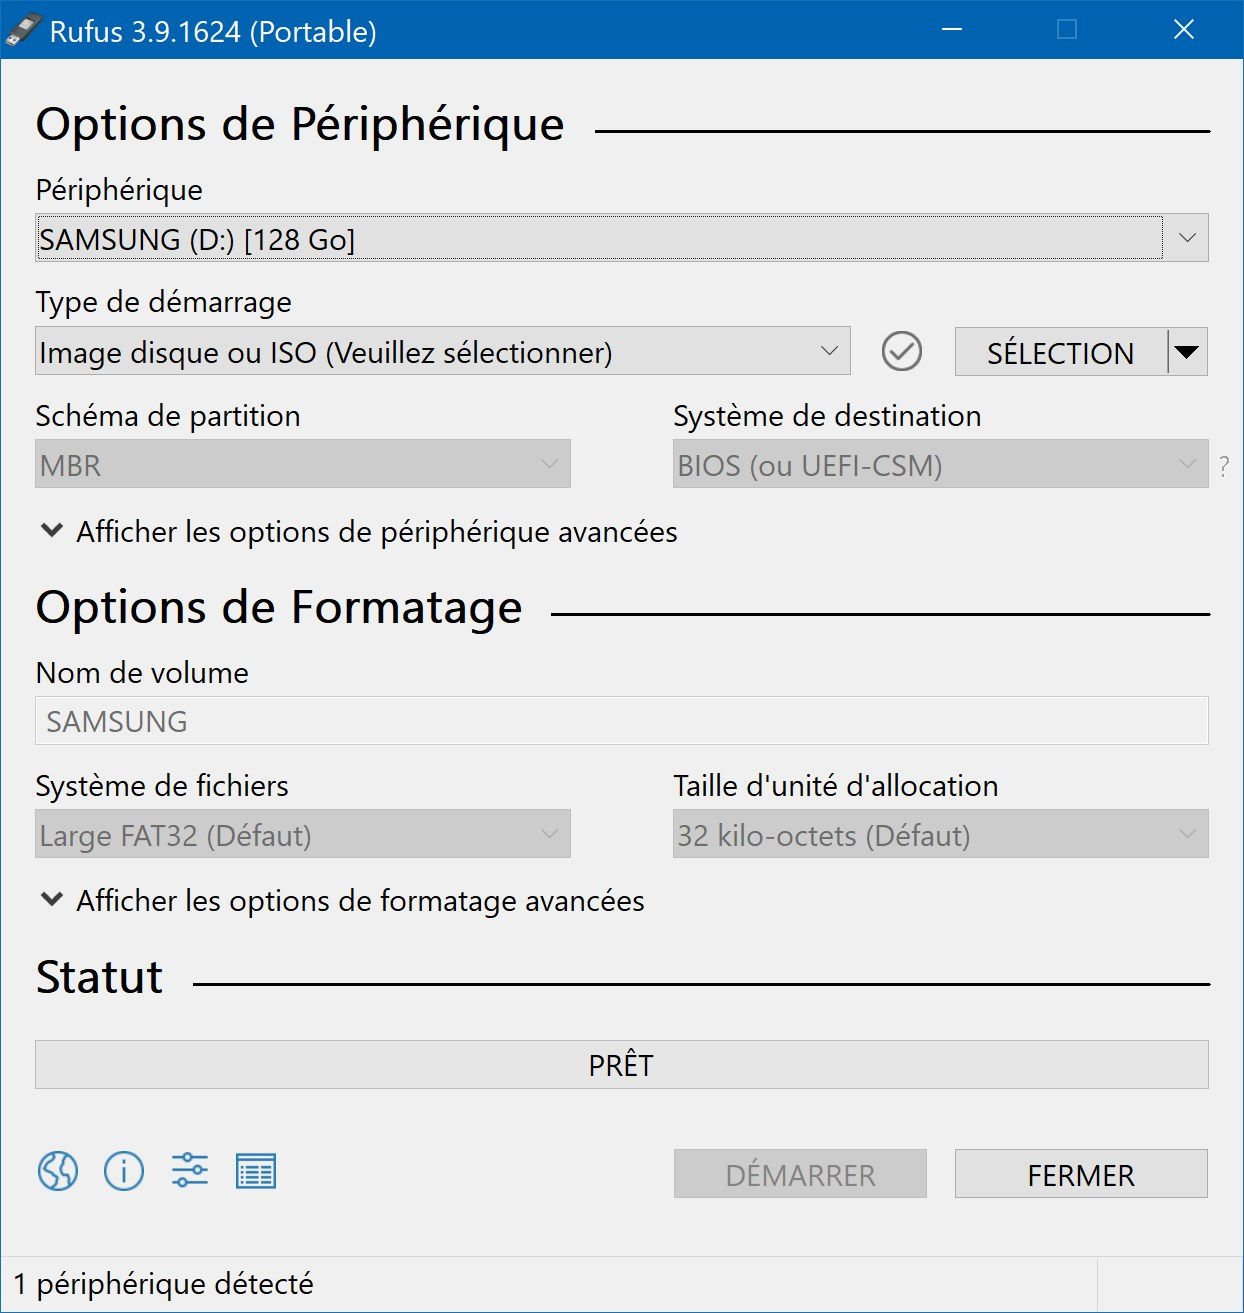 Rufus 3.9.1624 (Portable)
Options de Périphérique
Périphérique
SAMSUNG (D:) [128 Go]
Type de démarrage
Image disque ou ISO (Veuillez sélectionner)
SÉLECTION
Schéma de partition
Système de destination
MBR
BIOS (ou UEFI-CSM)
?
Afficher les options de périphérique avancées
Options de Formatage
Nom de volume
SAMSUNG
Système de fichiers
Taille d'unité d'allocation
Large FAT32 (Défaut)
32 kilo-octets (Défaut)
Afficher les options de formatage avancées
Statut
PRÊT
DÉMARRER
FERMER
1 périphérique détecté